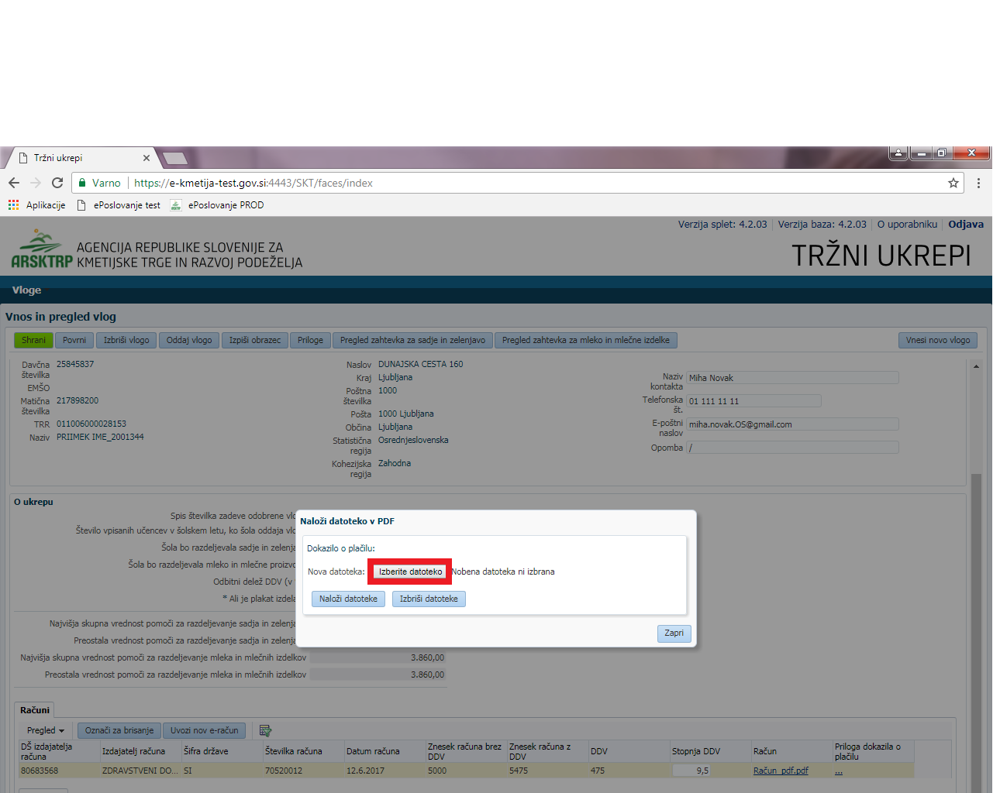 Tržni ukrepi
Varno https://e-kmetija-test.gov.si:4443/SKT/faces/index
Aplikacije ePoslovanje test ePoslovanje PROD
Verzija splet: 4.2.03 Verzija baza: 4.2.03 O uporabniku Odjava
ARSKTRP
AGENCIJA REPUBLIKE SLOVENIJE ZA
KMETIJSKE TRGE IN RAZVOJ PODEŽELJA
TRŽNI UKREPI
Vloge
Vnos in pregled vlog
Shrani Povrni Izbriši vlogo Oddaj vlogo Izpiši obrazec Priloge Pregled zahtevka za sadje in zelenjavo Pregled zahtevka za mleko in mlečne izdelke Vnesi novo vlogo
Davčna številka 25845837
EMŠO
Matična številka 217898200
TRR 011006000028153
Naziv PRIIMEK IME_2001344
Naslov DUNAJSKA CESTA 160
Kraj Ljubljana
Poštna številka 1000
Pošta 1000 Ljubljana
Občina Ljubljana
Statistična regija Osrednjeslovenska
Kohezijska regija Zahodna
Naziv kontakta Miha Novak
Telefonska št. 01 111 11 11
E-poštni naslov miha.novak.OS@gmail.com
Opomba /
O ukrepu
Spis številka zadeve odobrene vlo
Število vpisanih učencev v šolskem letu, ko šola oddaja vlo
Šola bo razdeljevala sadje in zelenja
Šola bo razdeljevala mleko in mlečne proizvo
Odbitni delež DDV (v
* Ali je plakat izdela
Najvišja skupna vrednost pomoči za razdeljevanje sadja in zelenja
Preostala vrednost pomoči za razdeljevanje sadja in zelenja
Najvišja skupna vrednost pomoči za razdeljevanje mleka in mlečnih izdelkov 3.860,00
Preostala vrednost pomoči za razdeljevanje mleka in mlečnih izdelkov 3.860,00
Naloži datoteko v PDF
Dokazilo o plačilu:
Nova datoteka: Izberite datoteko Nobena datoteka ni izbrana
Naloži datoteke Izbriši datoteke
Zapri
Računi
Pregled Označi za brisanje Uvozi nov e-račun
DŠ izdajatelja računa Izdajatelj računa Šifra države Številka računa Datum računa Znesek računa brez DDV Znesek računa z DDV DDV Stopnja DDV Račun Priloga dokazila o plačilu
80683568 ZDRAVSTVENI DO... SI 70520012 12.6.2017 5000 5475 475 9,5 Račun_pdf.pdf ...